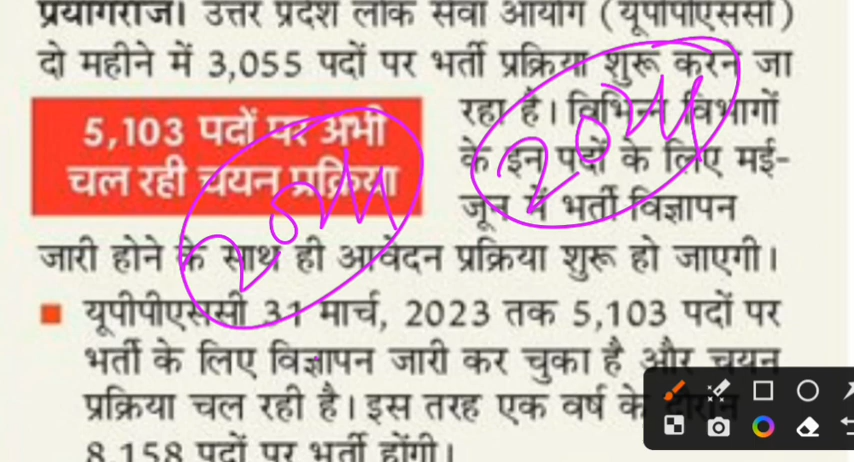 प्रयागराज। उत्तर प्रदेश लोक सेवा आयोग (यूपीपीएससी)
दो महीने में 3,055 पदों पर भर्ती प्रक्रिया शुरू करने जा
रहा है। विभिन्न विभागों
के इन पदों के लिए मई-
जून में भर्ती विज्ञापन
5,103 पदों पर अभी
चल रही चयन प्रक्रिया
जारी होने के साथ ही आवेदन प्रक्रिया शुरू हो जाएगी।
यूपीपीएससी 31 मार्च, 2023 तक 5,103 पदों पर
भर्ती के लिए विज्ञापन जारी कर चुका है और चयन
प्रक्रिया चल रही है। इस तरह एक वर्ष के दौरान
8,158 पदों पर भर्ती होंगी।